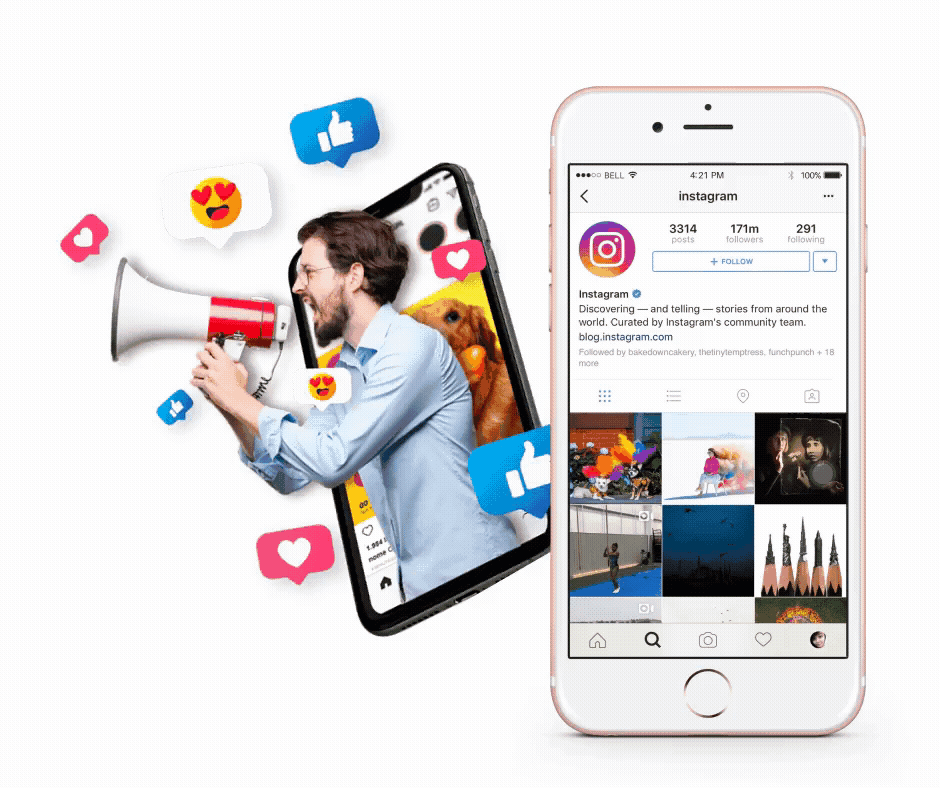 BELL 4:21 PM 100%
instagram
3314 171m 291
posts followers following
+ FOLLOW
Instagram
Discovering — and telling — stories from around the
world. Curated by Instagram's community team.
blog.instagram.com
Followed by bakedowncakery, thetinytemptress, funchpunch + 18
more
nome